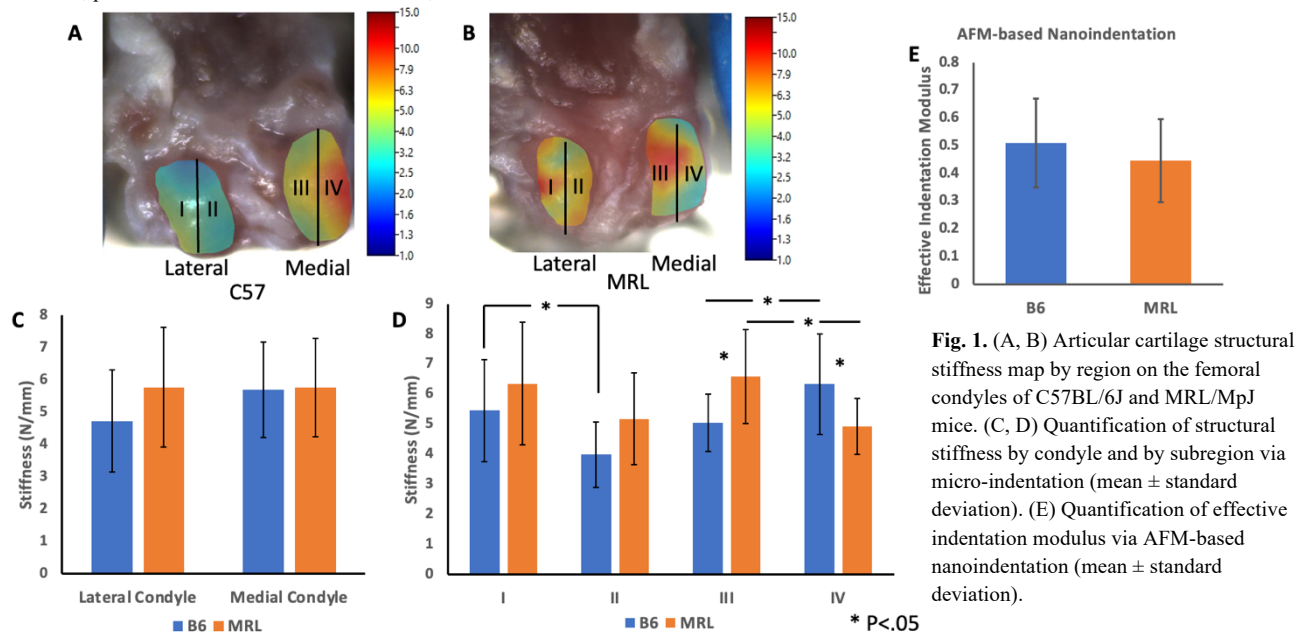 A
15.0
10.0
7.9
6.3
5.0
4.0
3.2
2.5
2.0
1.6
1.3
1.0
I II
III IV
Lateral Medial
C57
B
15.0
10.0
7.9
6.3
5.0
4.0
3.2
2.5
2.0
1.6
1.3
1.0
I II
III IV
Lateral Medial
MRL
C
Stiffness (N/mm)
8
7
6
5
4
3
2
1
0
Lateral Condyle Medial Condyle
B6 MRL
D
Stiffness (N/mm)
9
8
7
6
5
4
3
2
1
0
*
*
*
*
*
I II III IV
B6 MRL
* P<.05
E
AFM-based Nanoindentation
Effective Indentation Modulus
0.8
0.7
0.6
0.5
0.4
0.3
0.2
0.1
0
B6 MRL
Fig. 1. (A, B) Articular cartilage structural
stiffness map by region on the femoral
condyles of C57BL/6J and MRL/MpJ
mice. (C, D) Quantification of structural
stiffness by condyle and by subregion via
micro-indentation (mean ± standard
deviation). (E) Quantification of effective
indentation modulus via AFM-based
nanoindentation (mean ± standard
deviation).